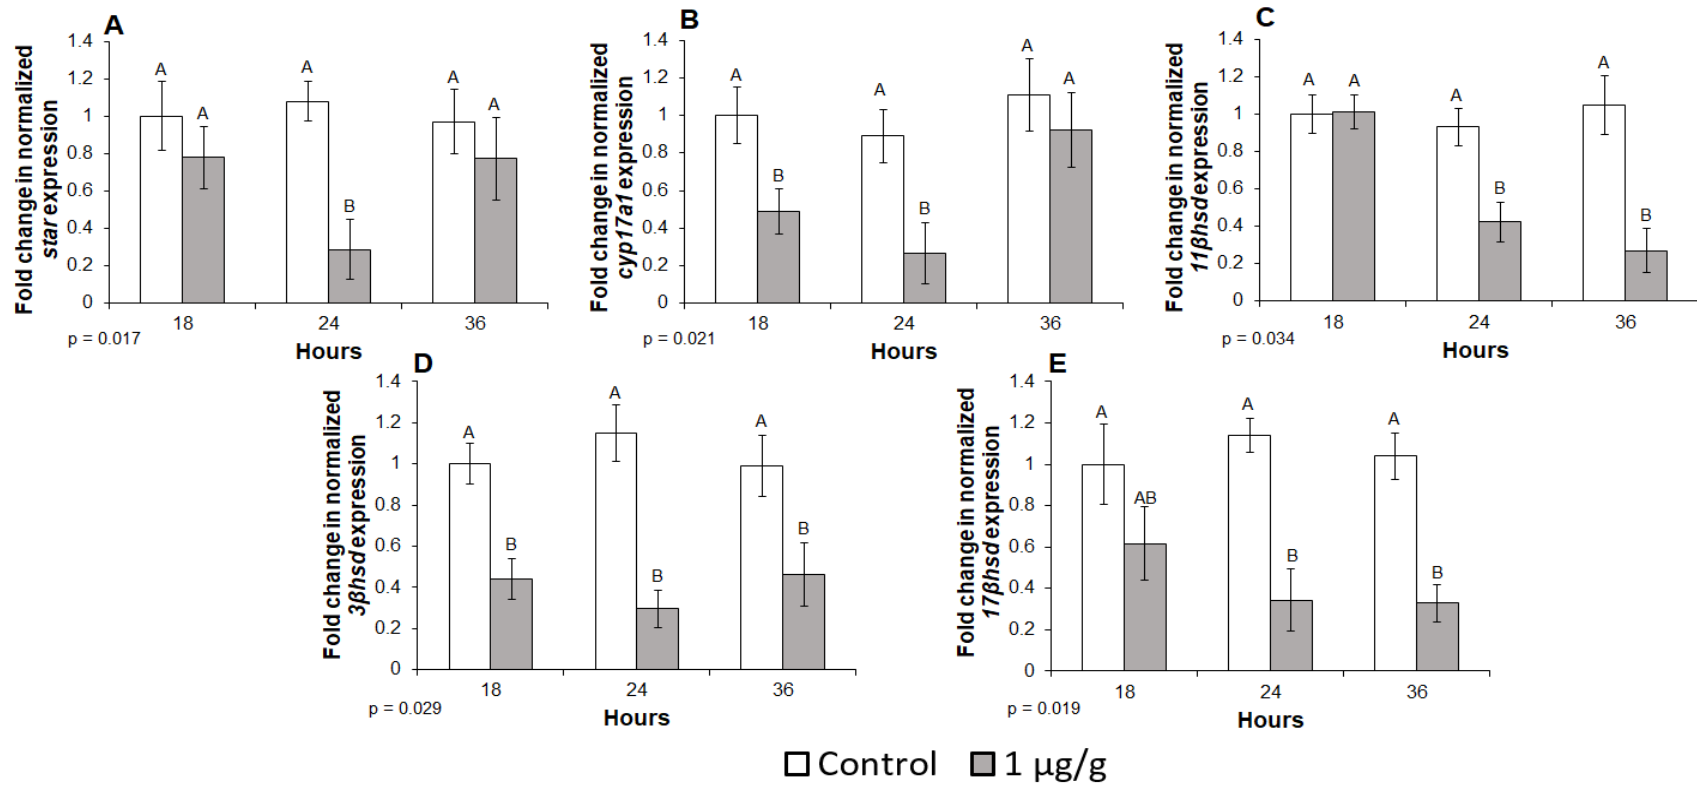 A
Fold change in normalized
star expression
1.4
1.2
1
0.8
0.6
0.4
0.2
0
A
A
A
B
A
A
18
24
36
p = 0.017
Hours
B
Fold change in normalized
cyp17a1 expression
1.4
1.2
1
0.8
0.6
0.4
0.2
0
A
B
A
B
A
A
18
24
36
p = 0.021
Hours
C
Fold change in normalized
11βhsd expression
1.4
1.2
1
0.8
0.6
0.4
0.2
0
A
A
A
B
A
B
18
24
36
p = 0.034
Hours
D
Fold change in normalized
3βhsd expression
1.4
1.2
1
0.8
0.6
0.4
0.2
0
A
B
A
B
A
B
18
24
36
p = 0.029
Hours
E
Fold change in normalized
17βhsd expression
1.4
1.2
1
0.8
0.6
0.4
0.2
0
A
AB
A
B
A
B
18
24
36
p = 0.019
Hours
Control
1 µg/g